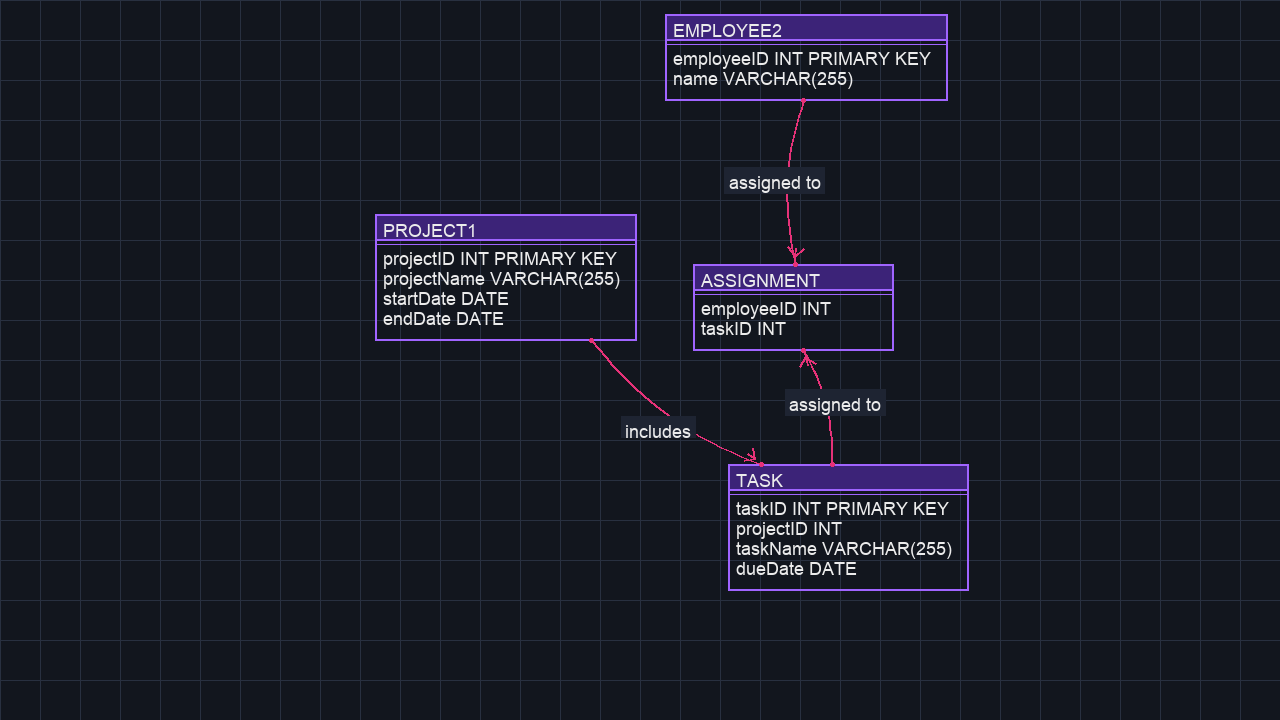 EMPLOYEE2
employeeID INT PRIMARY KEY
name VARCHAR(255)
assigned to
PROJECT1
projectID INT PRIMARY KEY
projectName VARCHAR(255)
startDate DATE
endDate DATE
ASSIGNMENT
employeeID INT
taskID INT
assigned to
includes
TASK
taskID INT PRIMARY KEY
projectID INT
taskName VARCHAR(255)
dueDate DATE